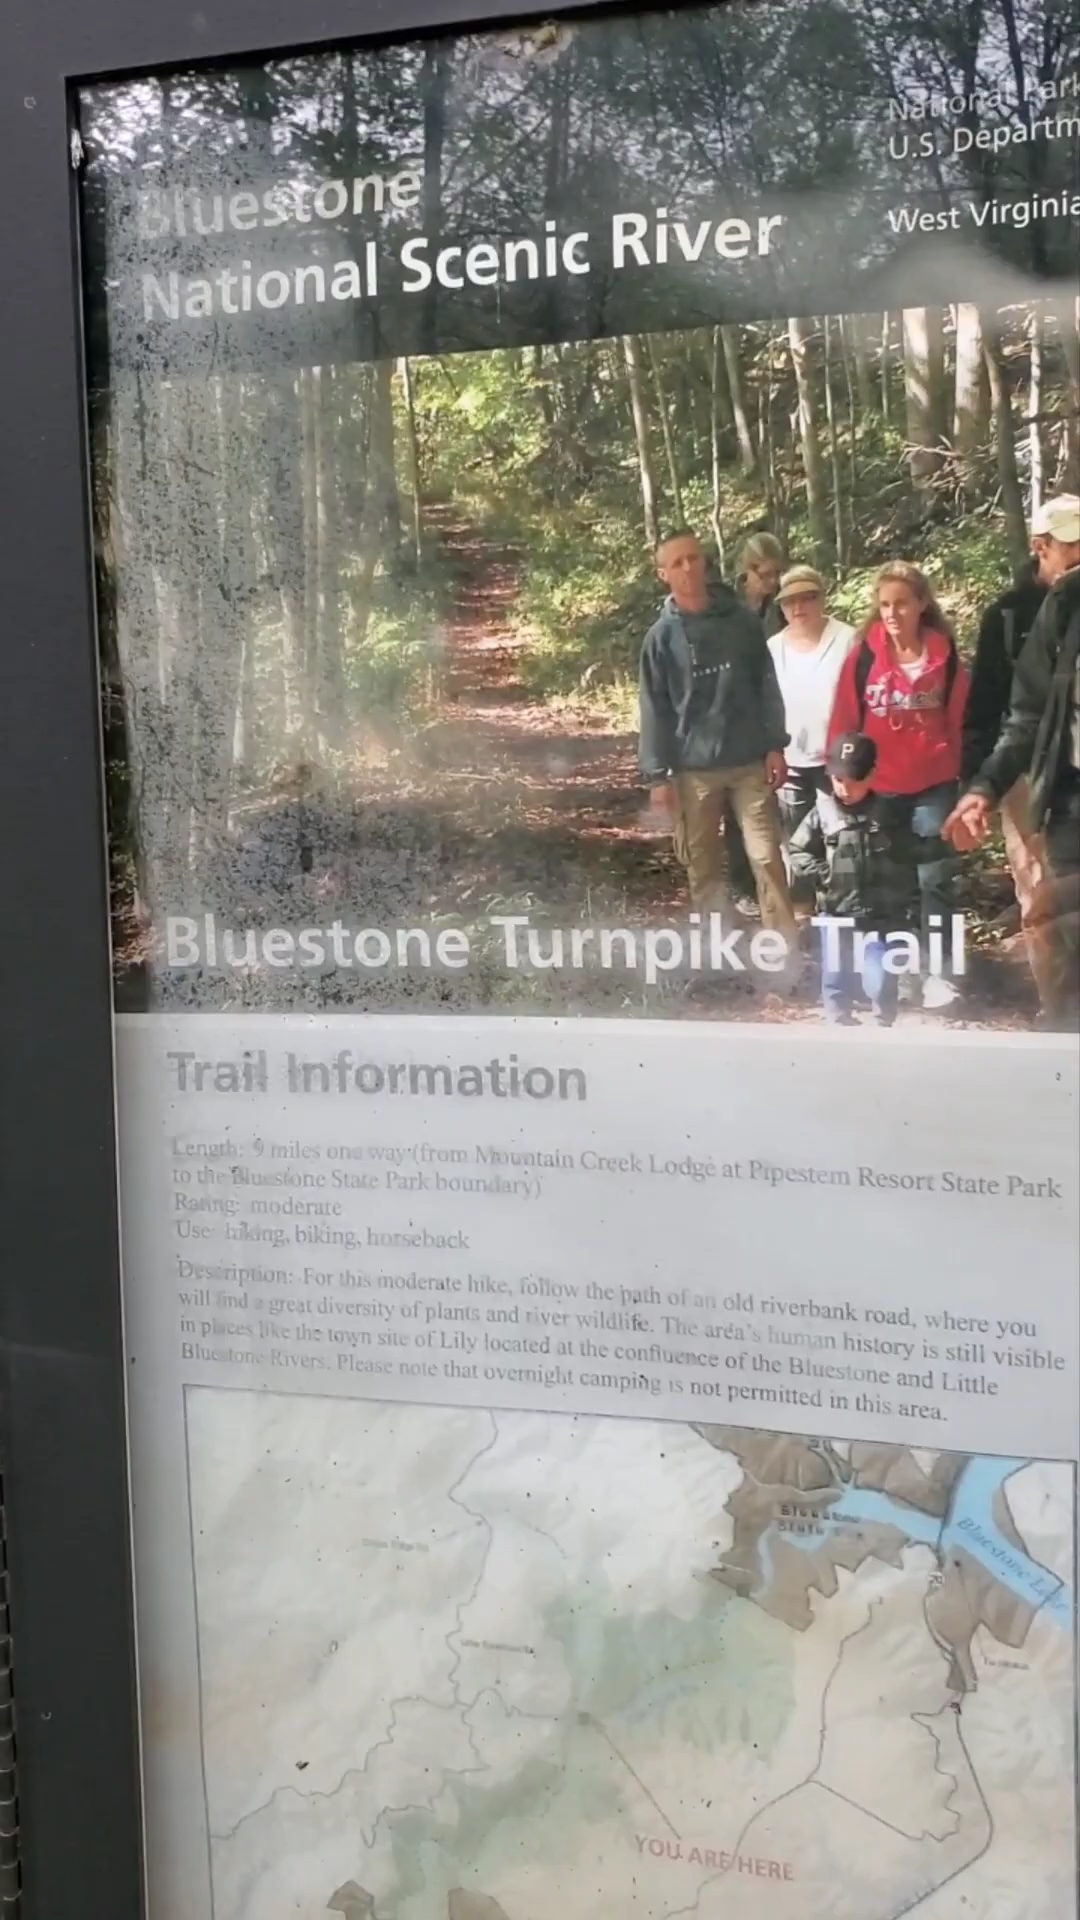 National Park
U.S. Departm
West Virginia
Bluestone
National Scenic River
P
Bluestone Turnpike Trail
Trail Information
Length: 9 miles one way (from Mountain Creek Lodge at Pipestem Resort State Park
to the Bluestone State Park boundary)
Rating: moderate
Use: hiking, biking, horseback
Description: For this moderate hike, follow the path of an old riverbank road, where you
will find a great diversity of plants and river wildlife. The area's human history is still visible
in places like the town site of Lily located at the confluence of the Bluestone and Little
Bluestone Rivers. Please note that overnight camping is not permitted in this area.
Bluestone
State
Bluestone Lake
20
YOU ARE HERE